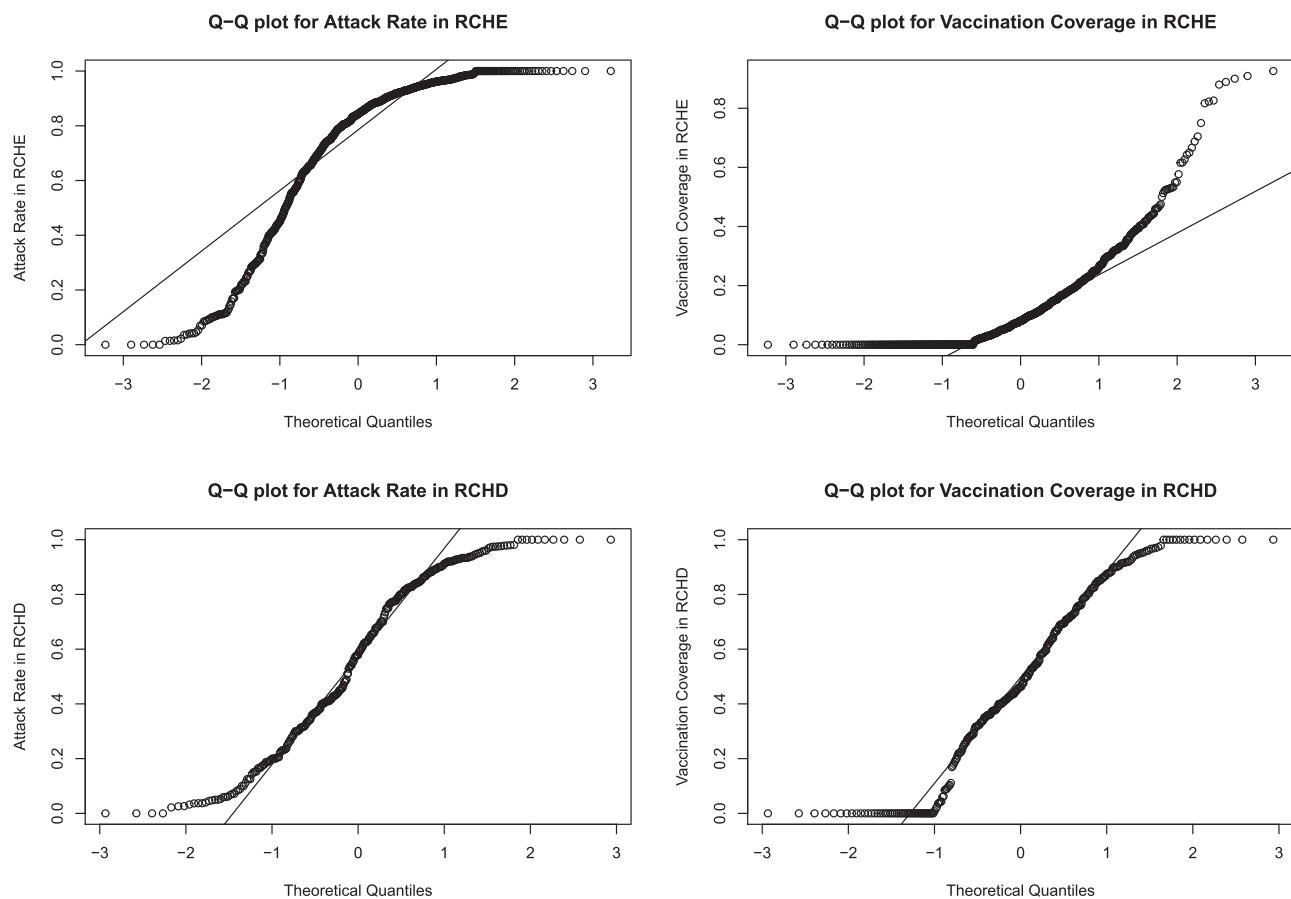 Q−Q plot for Attack Rate in RCHE
Attack Rate in RCHE
1.0
0.8
0.6
0.4
0.2
0.0
−3 −2 −1 0 1 2 3
Theoretical Quantiles
Q−Q plot for Vaccination Coverage in RCHE
Vaccination Coverage in RCHE
0.8
0.6
0.4
0.2
0.0
−3 −2 −1 0 1 2 3
Theoretical Quantiles
Q−Q plot for Attack Rate in RCHD
Attack Rate in RCHD
1.0
0.8
0.6
0.4
0.2
0.0
−3 −2 −1 0 1 2 3
Theoretical Quantiles
Q−Q plot for Vaccination Coverage in RCHD
Vaccination Coverage in RCHD
1.0
0.8
0.6
0.4
0.2
0.0
−3 −2 −1 0 1 2 3
Theoretical Quantiles